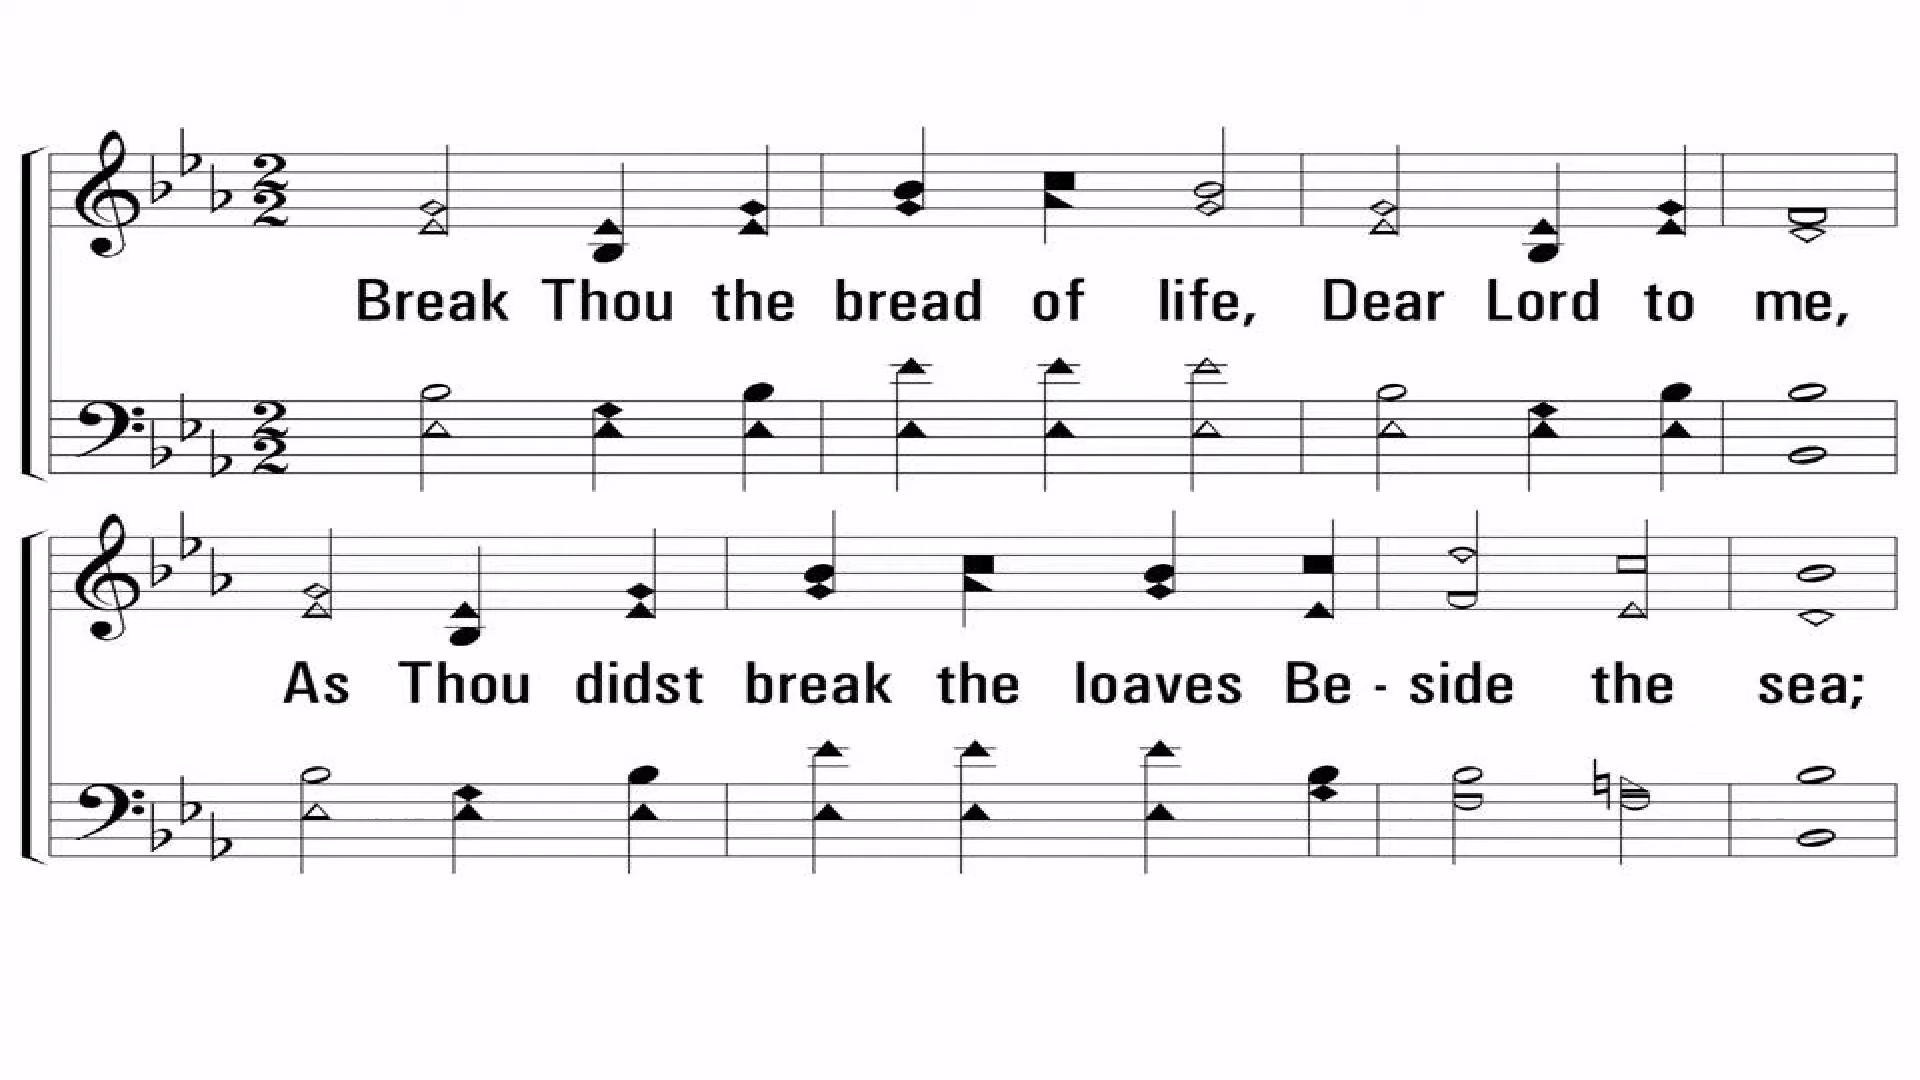 Break Thou the bread of life, Dear Lord to me,
As Thou didst break the loaves Be - side the sea;